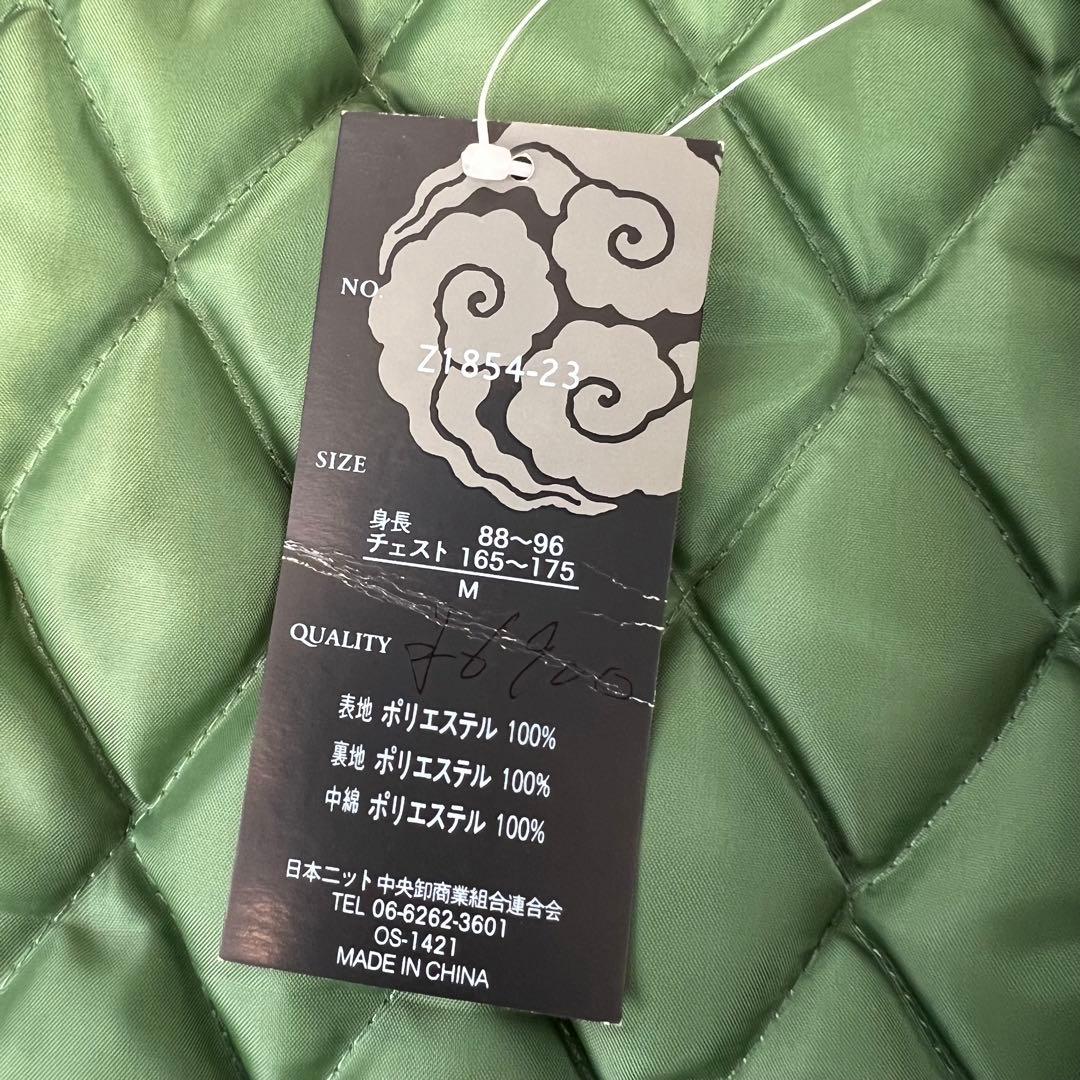 NO.
Z1854-23
SIZE
身長 88～96
チェスト 165～175
M
QUALITY
表地 ポリエステル 100%
裏地 ポリエステル 100%
中綿 ポリエステル 100%
日本ニット中央卸商業組合連合会
TEL 06-6262-3601
OS-1421
MADE IN CHINA